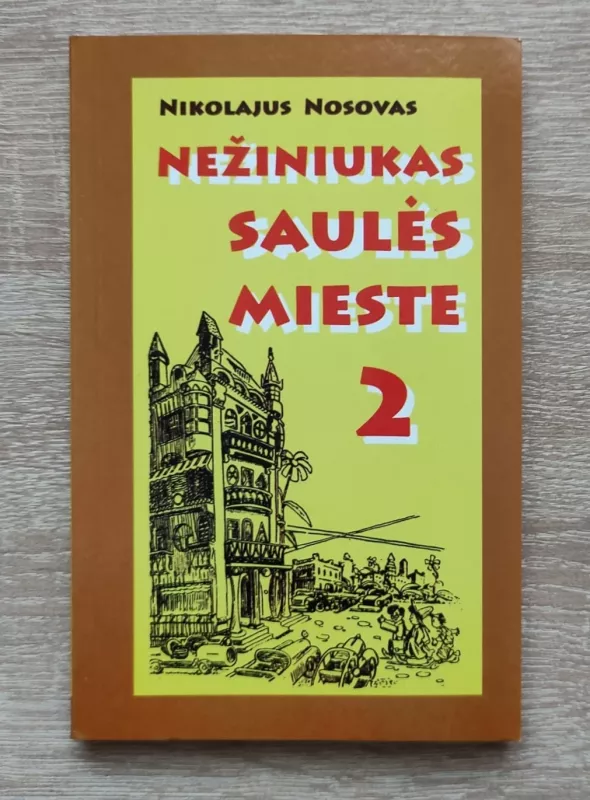 Nikolajus Nosovas
NEŽINIUKAS
SAULĖS
MIESTE
2